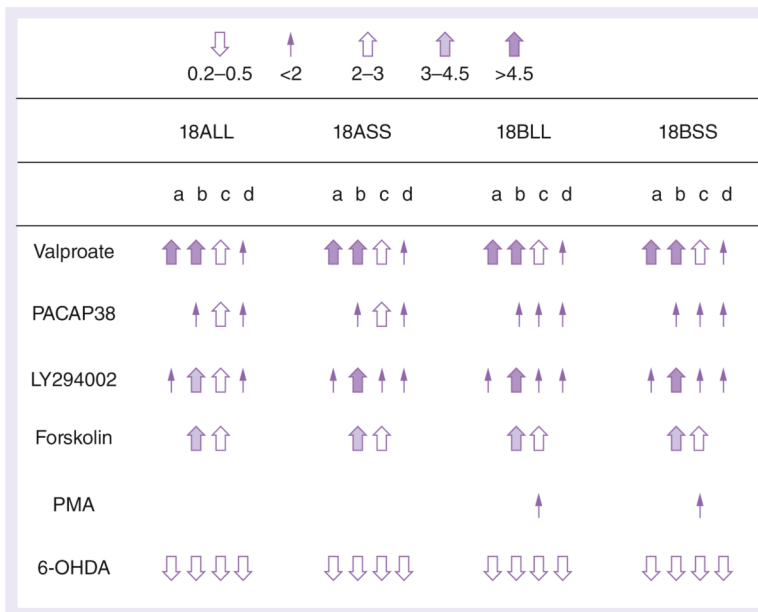 0.2–0.5 <2 2–3 3–4.5 >4.5
18ALL 18ASS 18BLL 18BSS
a b c d a b c d a b c d a b c d
Valproate
PACAP38
LY294002
Forskolin
PMA
6-OHDA